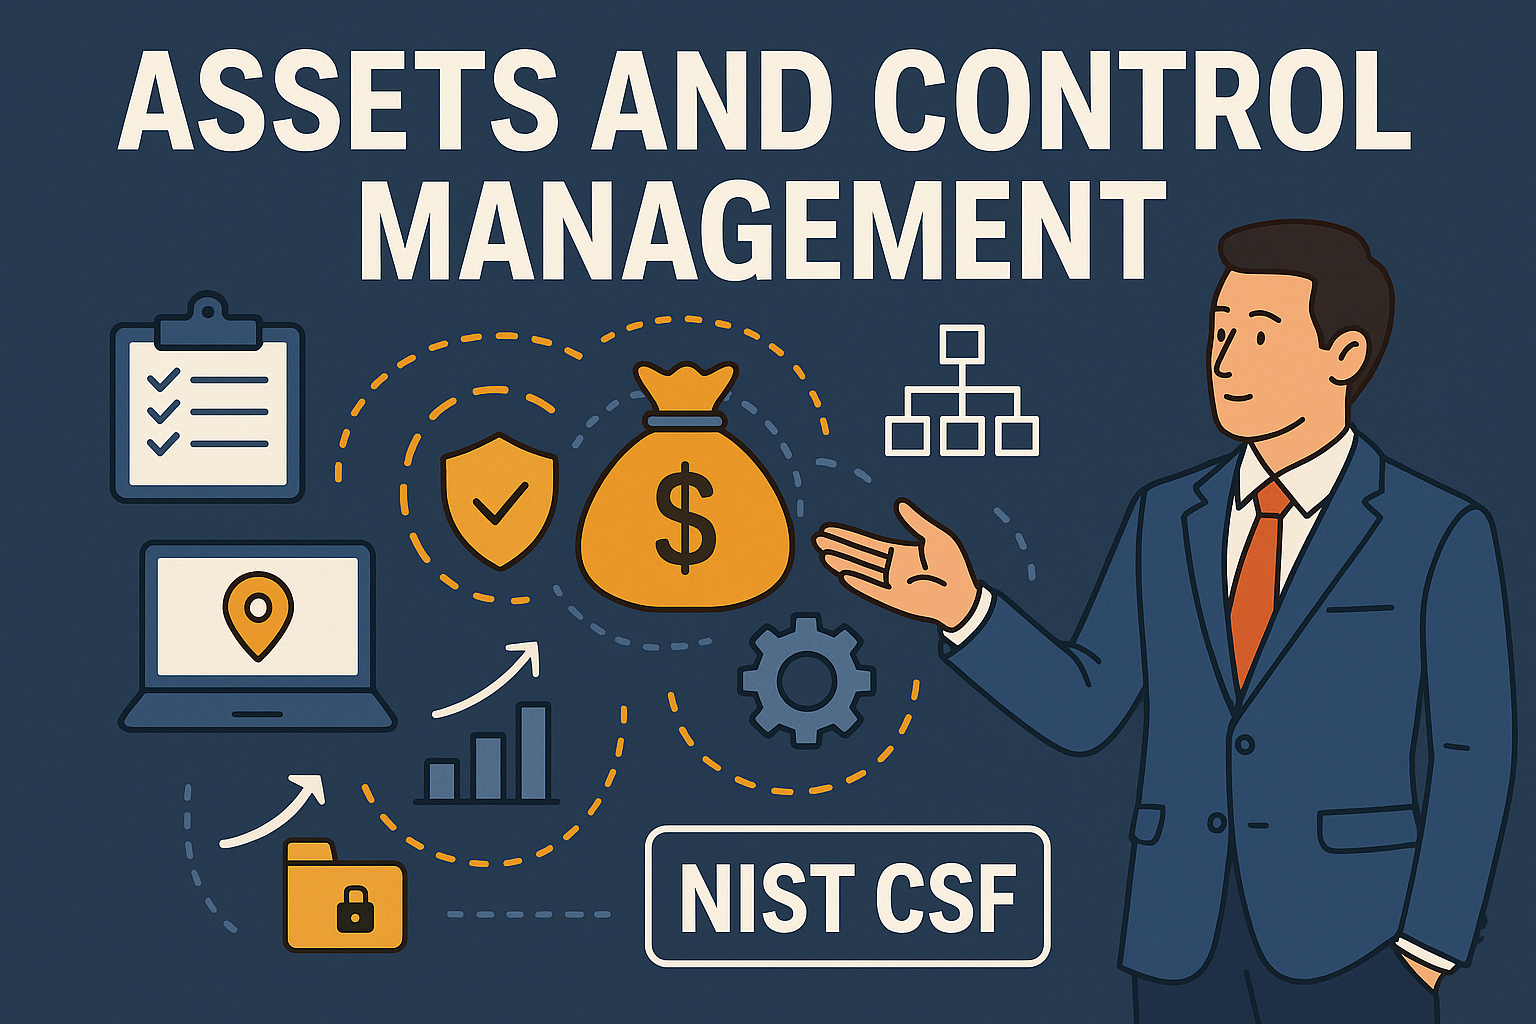 ASSETS AND CONTROL
MANAGEMENT
$
NIST CSF